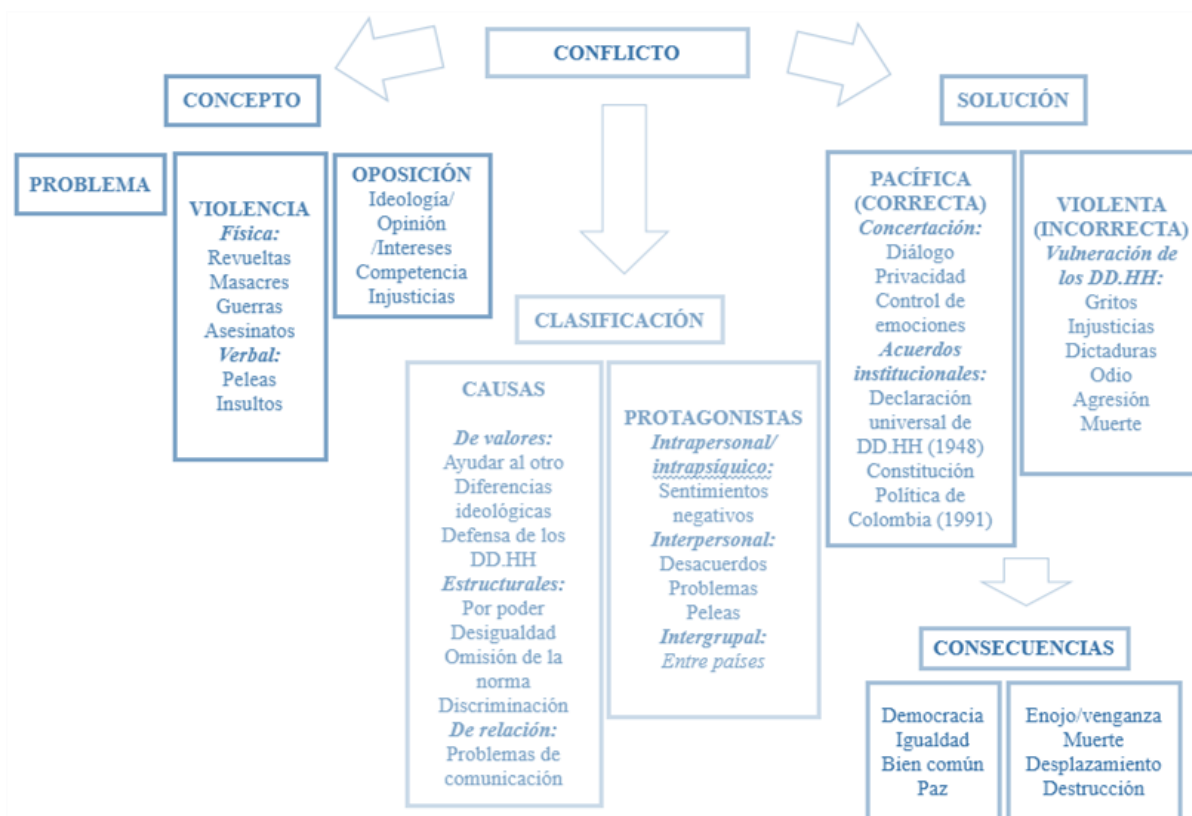 CONFLICTO
CONCEPTO
PROBLEMA
VIOLENCIA
Física:
Revueltas
Masacres
Guerras
Asesinatos
Verbal:
Peleas
Insultos
OPOSICIÓN
Ideología/
Opinión
/Intereses
Competencia
Injusticias
CLASIFICACIÓN
CAUSAS
De valores:
Ayudar al otro
Diferencias
ideológicas
Defensa de los
DD.HH
Estructurales:
Por poder
Desigualdad
Omisión de la
norma
Discriminación
De relación:
Problemas de
comunicación
PROTAGONISTAS
Intrapersonal/
intrapsíquico:
Sentimientos
negativos
Interpersonal:
Desacuerdos
Problemas
Peleas
Intergrupal:
Entre países
SOLUCIÓN
PACÍFICA
(CORRECTA)
Concertación:
Diálogo
Privacidad
Control de
emociones
Acuerdos
institucionales:
Declaración
universal de
DD.HH (1948)
Constitución
Política de
Colombia (1991)
VIOLENTA
(INCORRECTA)
Vulneración de
los DD.HH:
Gritos
Injusticias
Dictaduras
Odio
Agresión
Muerte
CONSECUENCIAS
Democracia
Igualdad
Bien común
Paz
Enojo/venganza
Muerte
Desplazamiento
Destrucción